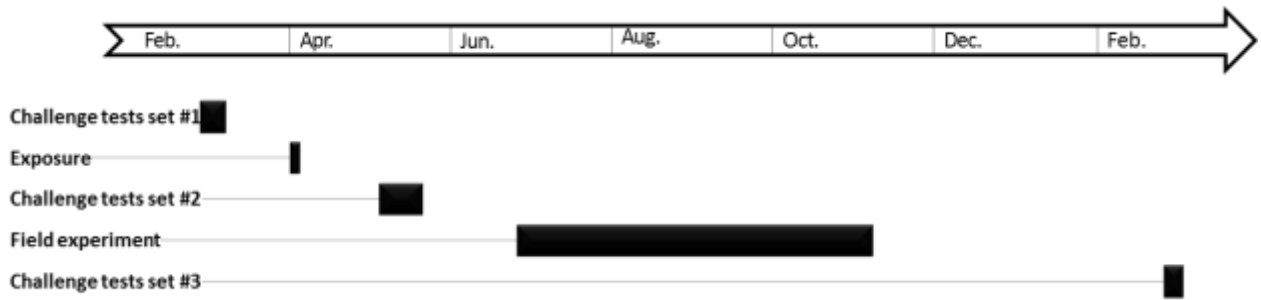 Feb. Apr. Jun. Aug. Oct. Dec. Feb.
Challenge tests set #1
Exposure
Challenge tests set #2
Field experiment
Challenge tests set #3